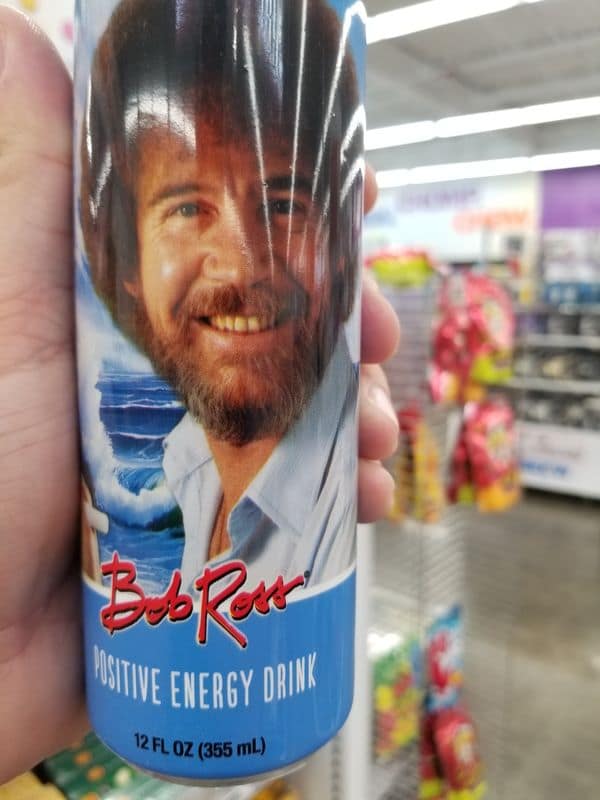 Bob Ross
POSITIVE ENERGY DRINK
12 FL OZ (355 mL)